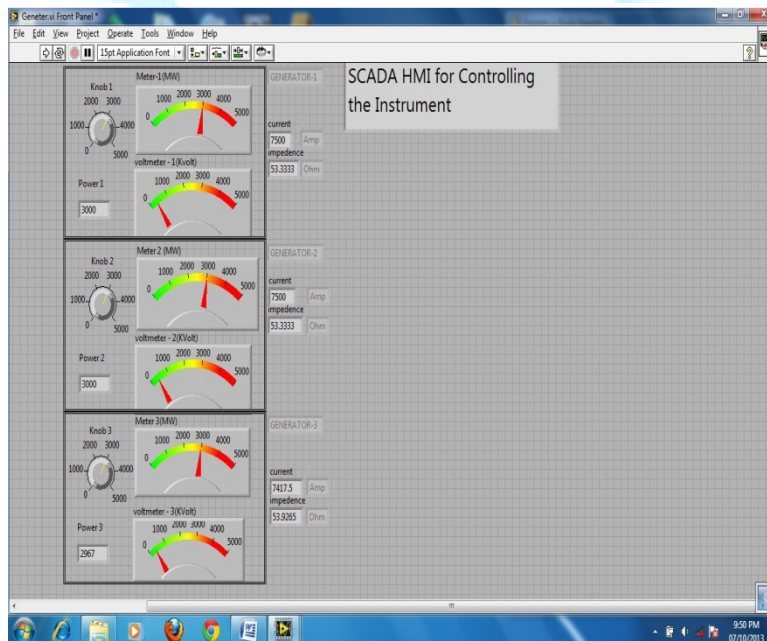 Geneter.vi Front Panel *
File Edit View Project Operate Tools Window Help
15pt Application Font
SCADA HMI for Controlling
the Instrument
Knob 1
0 1000 2000 3000 4000 5000
Power 1
3000
Meter-1(MW)
0 1000 2000 3000 4000 5000
voltmeter - 1(Kvolt)
0 1000 2000 3000 4000 5000
GENERATOR-1
current
7500 Amp
impedence
53.3333 Ohm
Knob 2
0 1000 2000 3000 4000 5000
Power 2
3000
Meter 2 (MW)
0 1000 2000 3000 4000 5000
voltmeter - 2(KVolt)
0 1000 2000 3000 4000 5000
GENERATOR-2
current
7500 Amp
impedence
53.3333 Ohm
Knob 3
0 1000 2000 3000 4000 5000
Power 3
2967
Meter 3(MW)
0 1000 2000 3000 4000 5000
voltmeter - 3(KVolt)
0 1000 2000 3000 4000 5000
GENERATOR-3
current
7417.5 Amp
impedence
53.9265 Ohm
9:50 PM